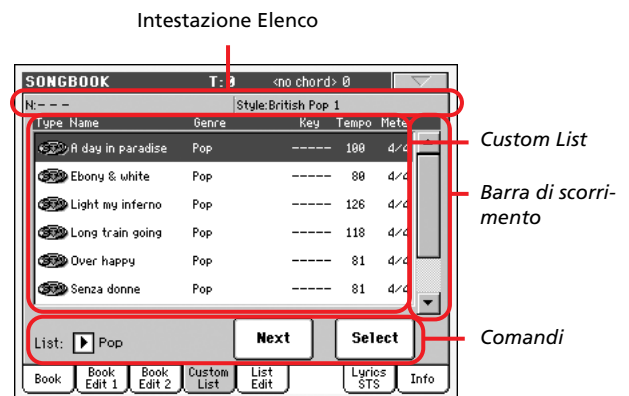 Intestazione Elenco
SONGBOOK T:0 <no chord> 0
N:--- Style:British Pop 1
Type Name Genre Key Tempo Mete
A day in paradise Pop ----- 100 4/4
Ebony & white Pop ----- 80 4/4
Light my inferno Pop ----- 126 4/4
Long train going Pop ----- 118 4/4
Over happy Pop ----- 81 4/4
Senza donne Pop ----- 81 4/4
Custom List
Barra di scorri-
mento
List: Pop Next Select
Comandi
Book Book Edit 1 Book Edit 2 Custom List List Edit Lyrics STS Info